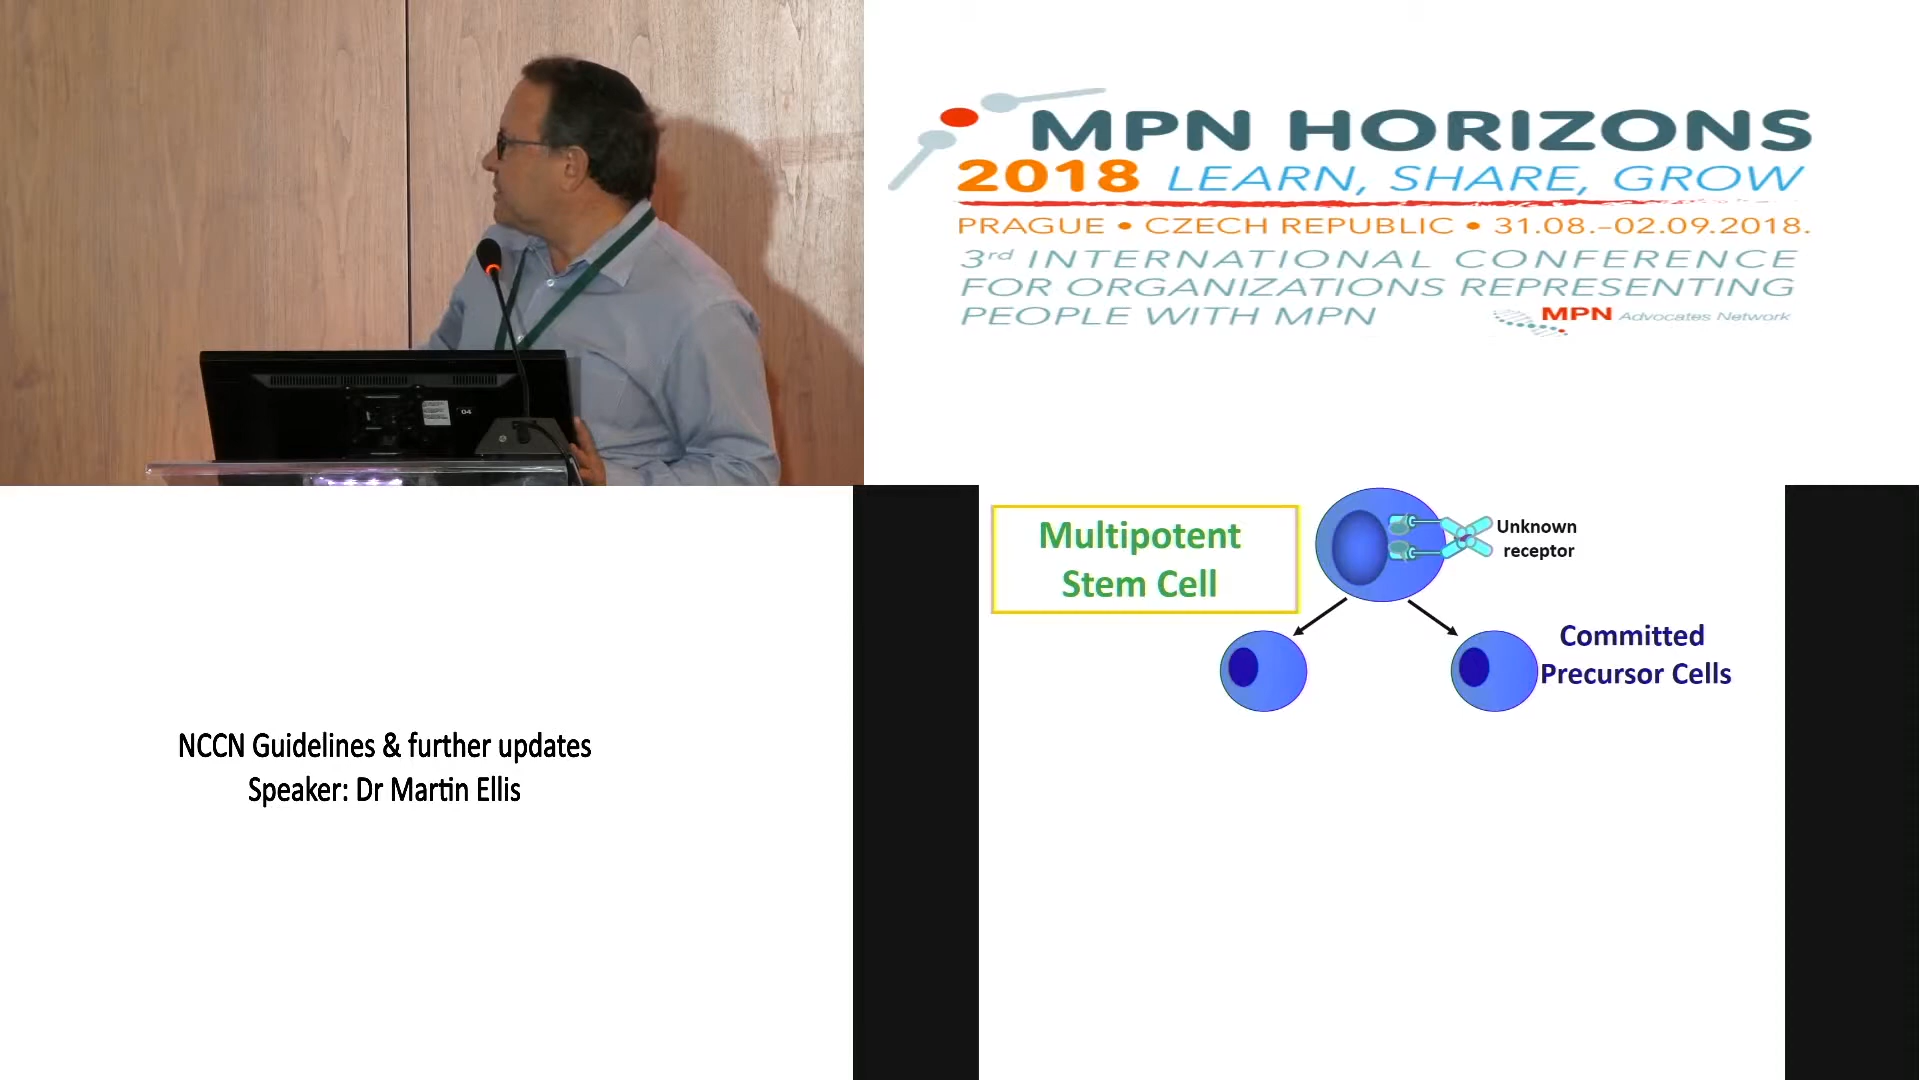 MPN HORIZONS
2018 LEARN, SHARE, GROW
PRAGUE • CZECH REPUBLIC • 31.08.–02.09.2018.
3rd INTERNATIONAL CONFERENCE
FOR ORGANIZATIONS REPRESENTING
PEOPLE WITH MPN
MPN Advocates Network
04
Multipotent
Stem Cell
Unknown
receptor
Committed
Precursor Cells
NCCN Guidelines & further updates
Speaker: Dr Martin Ellis